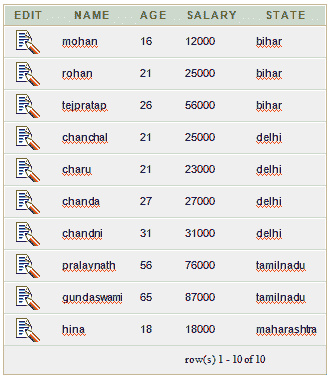 EDIT NAME AGE SALARY STATE
mohan 16 12000 bihar
rohan 21 25000 bihar
tejpratap 26 56000 bihar
chanchal 21 25000 delhi
charu 21 23000 delhi
chanda 27 27000 delhi
chandni 31 31000 delhi
pralavnath 56 76000 tamilnadu
gundaswami 65 87000 tamilnadu
hina 18 18000 maharashtra
row(s) 1 - 10 of 10